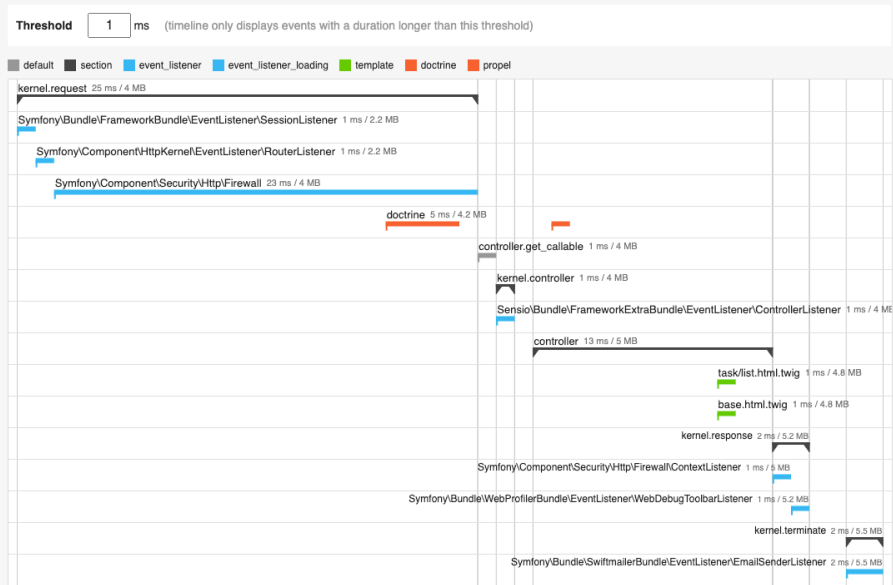 Threshold 1 ms (timeline only displays events with a duration longer than this threshold)
default section event_listener event_listener_loading template doctrine propel
kernel.request 25 ms / 4 MB
Symfony\Bundle\FrameworkBundle\EventListener\SessionListener 1 ms / 2.2 MB
Symfony\Component\HttpKernel\EventListener\RouterListener 1 ms / 2.2 MB
Symfony\Component\Security\Http\Firewall 23 ms / 4 MB
doctrine 5 ms / 4.2 MB
controller.get_callable 1 ms / 4 MB
kernel.controller 1 ms / 4 MB
Sensio\Bundle\FrameworkExtraBundle\EventListener\ControllerListener 1 ms / 4 MB
controller 13 ms / 5 MB
task/list.html.twig 1 ms / 4.8 MB
base.html.twig 1 ms / 4.8 MB
kernel.response 2 ms / 5.2 MB
Symfony\Component\Security\Http\Firewall\ContextListener 1 ms / 5 MB
Symfony\Bundle\WebProfilerBundle\EventListener\WebDebugToolbarListener 1 ms / 5.2 MB
kernel.terminate 2 ms / 5.5 MB
Symfony\Bundle\SwiftmailerBundle\EventListener\EmailSenderListener 2 ms / 5.5 MB